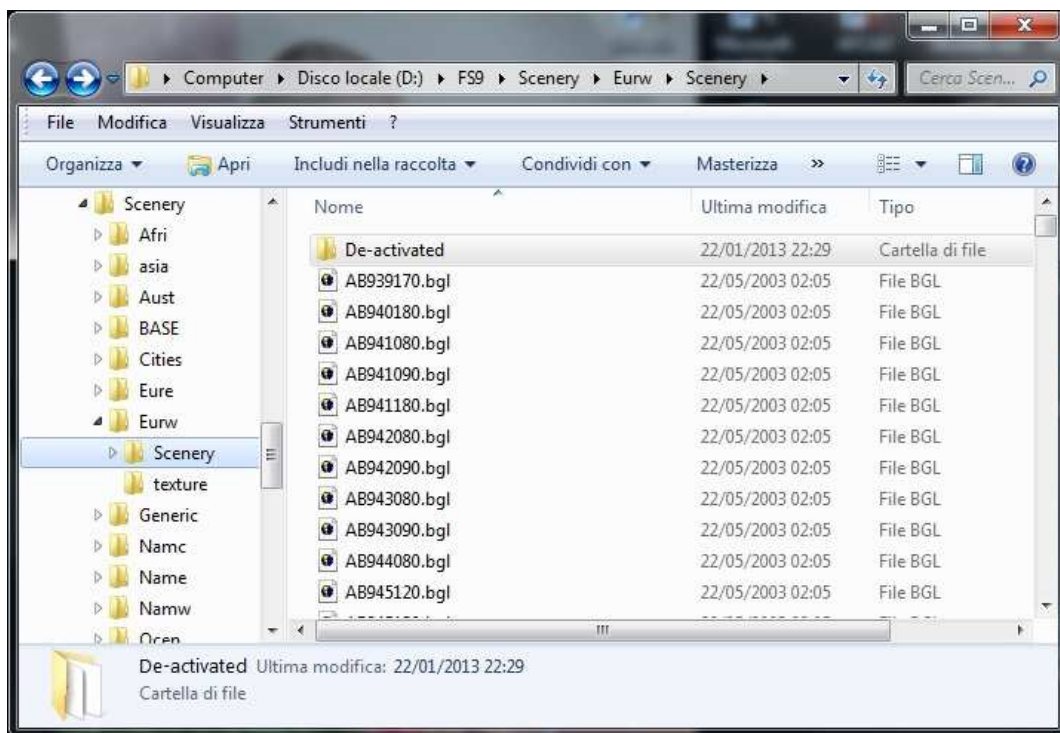 Computer ▸ Disco locale (D:) ▸ FS9 ▸ Scenery ▸ Eurw ▸ Scenery ▸
Cerca Scen...
File Modifica Visualizza Strumenti ?
Organizza Apri Includi nella raccolta Condividi con Masterizza »
Scenery
Afri
asia
Aust
BASE
Cities
Eure
Eurw
Scenery
texture
Generic
Namc
Name
Namw
Ocen
Nome Ultima modifica Tipo
De-activated 22/01/2013 22:29 Cartella di file
AB939170.bgl 22/05/2003 02:05 File BGL
AB940180.bgl 22/05/2003 02:05 File BGL
AB941080.bgl 22/05/2003 02:05 File BGL
AB941090.bgl 22/05/2003 02:05 File BGL
AB941180.bgl 22/05/2003 02:05 File BGL
AB942080.bgl 22/05/2003 02:05 File BGL
AB942090.bgl 22/05/2003 02:05 File BGL
AB943080.bgl 22/05/2003 02:05 File BGL
AB943090.bgl 22/05/2003 02:05 File BGL
AB944080.bgl 22/05/2003 02:05 File BGL
AB945120.bgl 22/05/2003 02:05 File BGL
De-activated Ultima modifica: 22/01/2013 22:29
Cartella di file